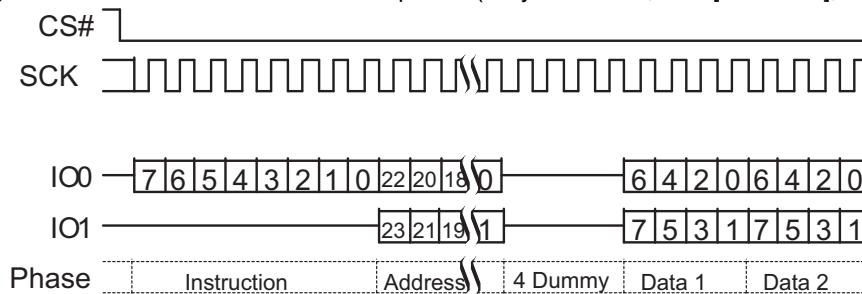 CS#
SCK
IO0 7 6 5 4 3 2 1 0 22 20 18 0 6 4 2 0 6 4 2 0
IO1 23 21 19 1 7 5 3 1 7 5 3 1
Phase Instruction Address 4 Dummy Data 1 Data 2